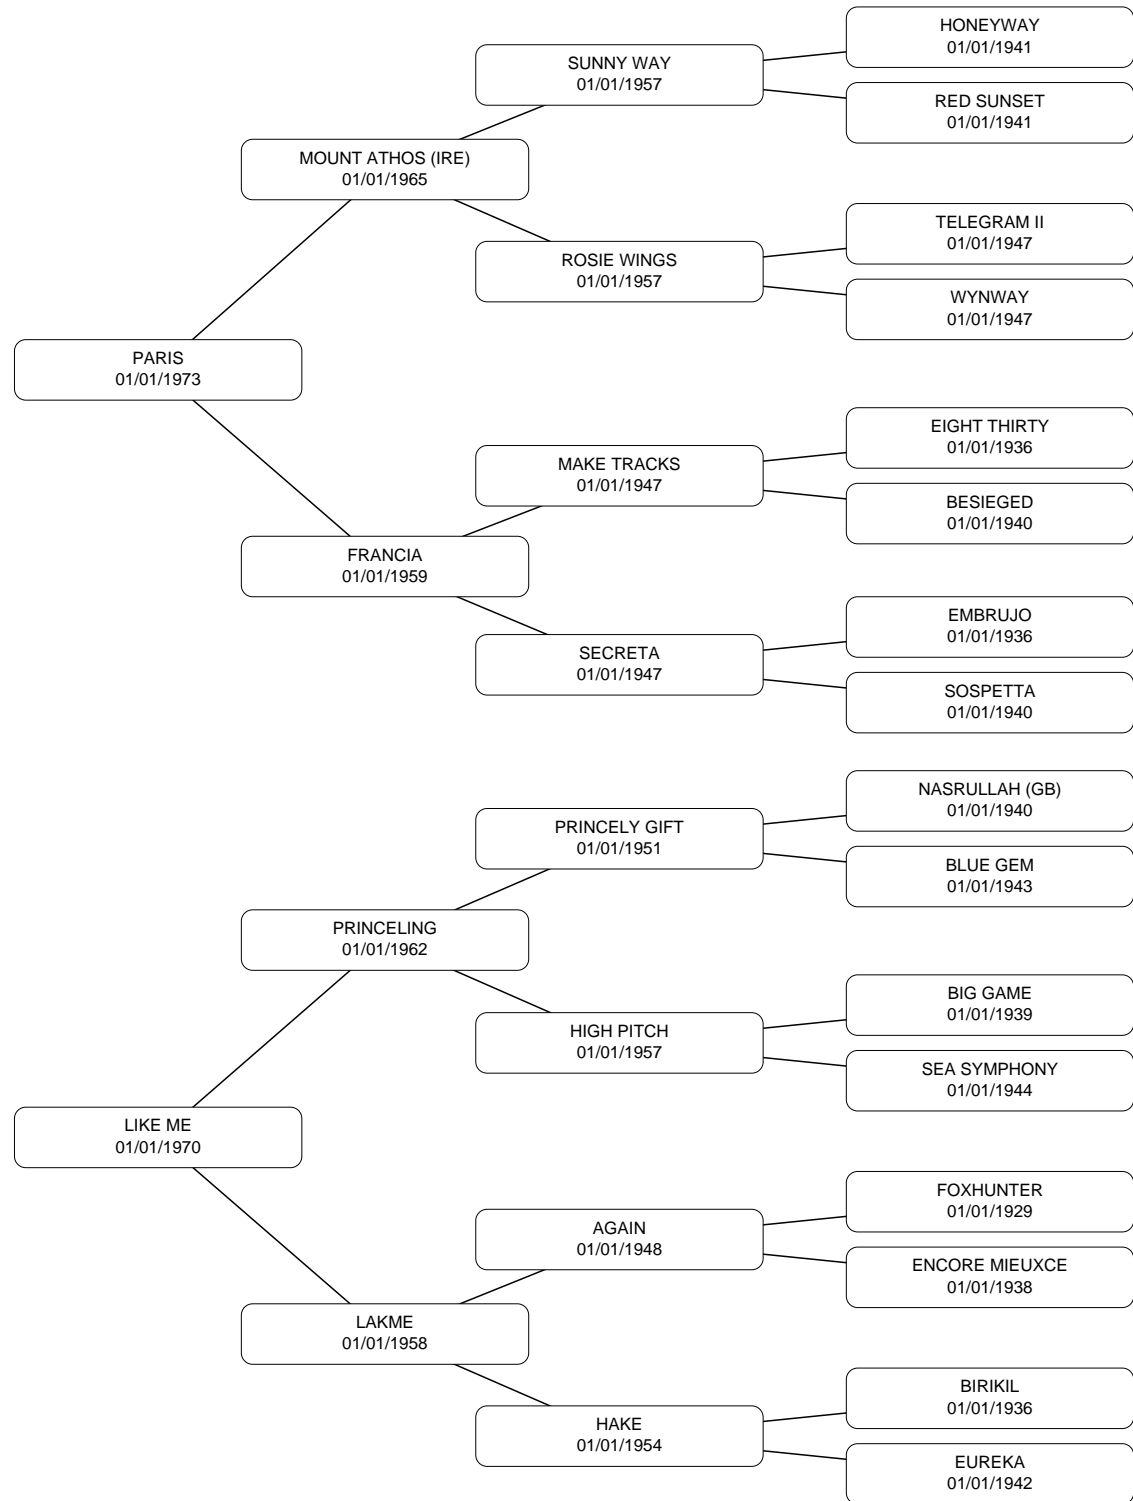 HONEYWAY
01/01/1941
SUNNY WAY
01/01/1957
RED SUNSET
01/01/1941
MOUNT ATHOS (IRE)
01/01/1965
TELEGRAM II
01/01/1947
ROSIE WINGS
01/01/1957
WYNWAY
01/01/1947
PARIS
01/01/1973
EIGHT THIRTY
01/01/1936
MAKE TRACKS
01/01/1947
BESIEGED
01/01/1940
FRANCIA
01/01/1959
EMBRUJO
01/01/1936
SECRETA
01/01/1947
SOSPETTA
01/01/1940
NASRULLAH (GB)
01/01/1940
PRINCELY GIFT
01/01/1951
BLUE GEM
01/01/1943
PRINCELING
01/01/1962
BIG GAME
01/01/1939
HIGH PITCH
01/01/1957
SEA SYMPHONY
01/01/1944
LIKE ME
01/01/1970
FOXHUNTER
01/01/1929
AGAIN
01/01/1948
ENCORE MIEUXCE
01/01/1938
LAKME
01/01/1958
BIRIKIL
01/01/1936
HAKE
01/01/1954
EUREKA
01/01/1942